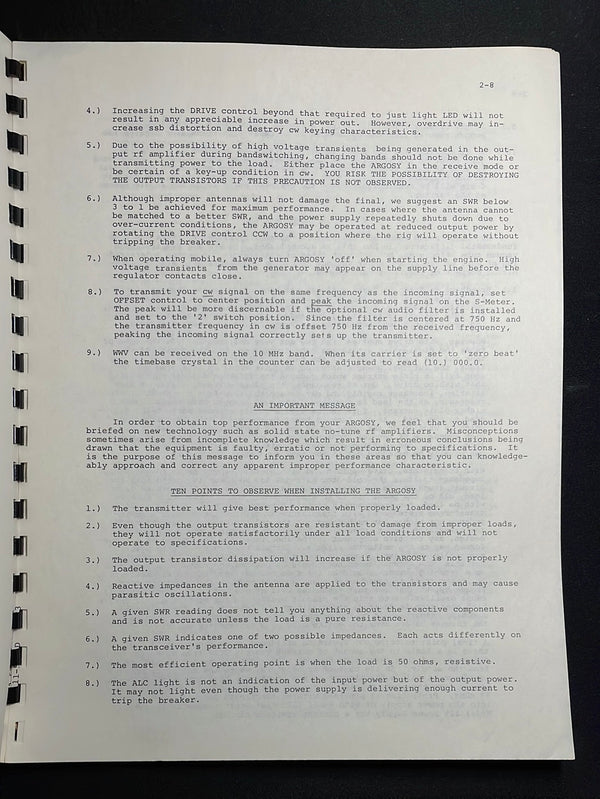 2-8
4.) Increasing the DRIVE control beyond that required to just light LED will not
result in any appreciable increase in power out. However, overdrive may in-
crease ssb distortion and destroy cw keying characteristics.
5.) Due to the possibility of high voltage transients being generated in the out-
put rf amplifier during bandswitching, changing bands should not be done while
transmitting power to the load. Either place the ARGOSY in the receive mode or
be certain of a key-up condition in cw. YOU RISK THE POSSIBILITY OF DESTROYING
THE OUTPUT TRANSISTORS IF THIS PRECAUTION IS NOT OBSERVED.
6.) Although improper antennas will not damage the final, we suggest an SWR below
3 to 1 be achieved for maximum performance. In cases where the antenna cannot
be matched to a better SWR, and the power supply repeatedly shuts down due to
over-current conditions, the ARGOSY may be operated at reduced output power by
rotating the DRIVE control CCW to a position where the rig will operate without
tripping the breaker.
7.) When operating mobile, always turn ARGOSY 'off' when starting the engine. High
voltage transients from the generator may appear on the supply line before the
regulator contacts close.
8.) To transmit your cw signal on the same frequency as the incoming signal, set
OFFSET control to center position and peak the incoming signal on the S-Meter.
The peak will be more discernable if the optional cw audio filter is installed
and set to the '2' switch position. Since the filter is centered at 750 Hz and
the transmitter frequency in cw is offset 750 Hz from the received frequency,
peaking the incoming signal correctly sets up the transmitter.
9.) WWV can be received on the 10 MHz band. When its carrier is set to 'zero beat'
the timebase crystal in the counter can be adjusted to read (10.) 000.0.
AN IMPORTANT MESSAGE
In order to obtain top performance from your ARGOSY, we feel that you should be
briefed on new technology such as solid state no-tune rf amplifiers. Misconceptions
sometimes arise from incomplete knowledge which result in erroneous conclusions being
drawn that the equipment is faulty, erratic or not performing to specifications. It
is the purpose of this message to inform you in these areas so that you can knowledge-
ably approach and correct any apparent improper performance characteristic.
TEN POINTS TO OBSERVE WHEN INSTALLING THE ARGOSY
1.) The transmitter will give best performance when properly loaded.
2.) Even though the output transistors are resistant to damage from improper loads,
they will not operate satisfactorily under all load conditions and will not
operate to specifications.
3.) The output transistor dissipation will increase if the ARGOSY is not properly
loaded.
4.) Reactive impedances in the antenna are applied to the transistors and may cause
parasitic oscillations.
5.) A given SWR reading does not tell you anything about the reactive components
and is not accurate unless the load is a pure resistance.
6.) A given SWR indicates one of two possible impedances. Each acts differently on
the transceiver's performance.
7.) The most efficient operating point is when the load is 50 ohms, resistive.
8.) The ALC light is not an indication of the input power but of the output power.
It may not light even though the power supply is delivering enough current to
trip the breaker.